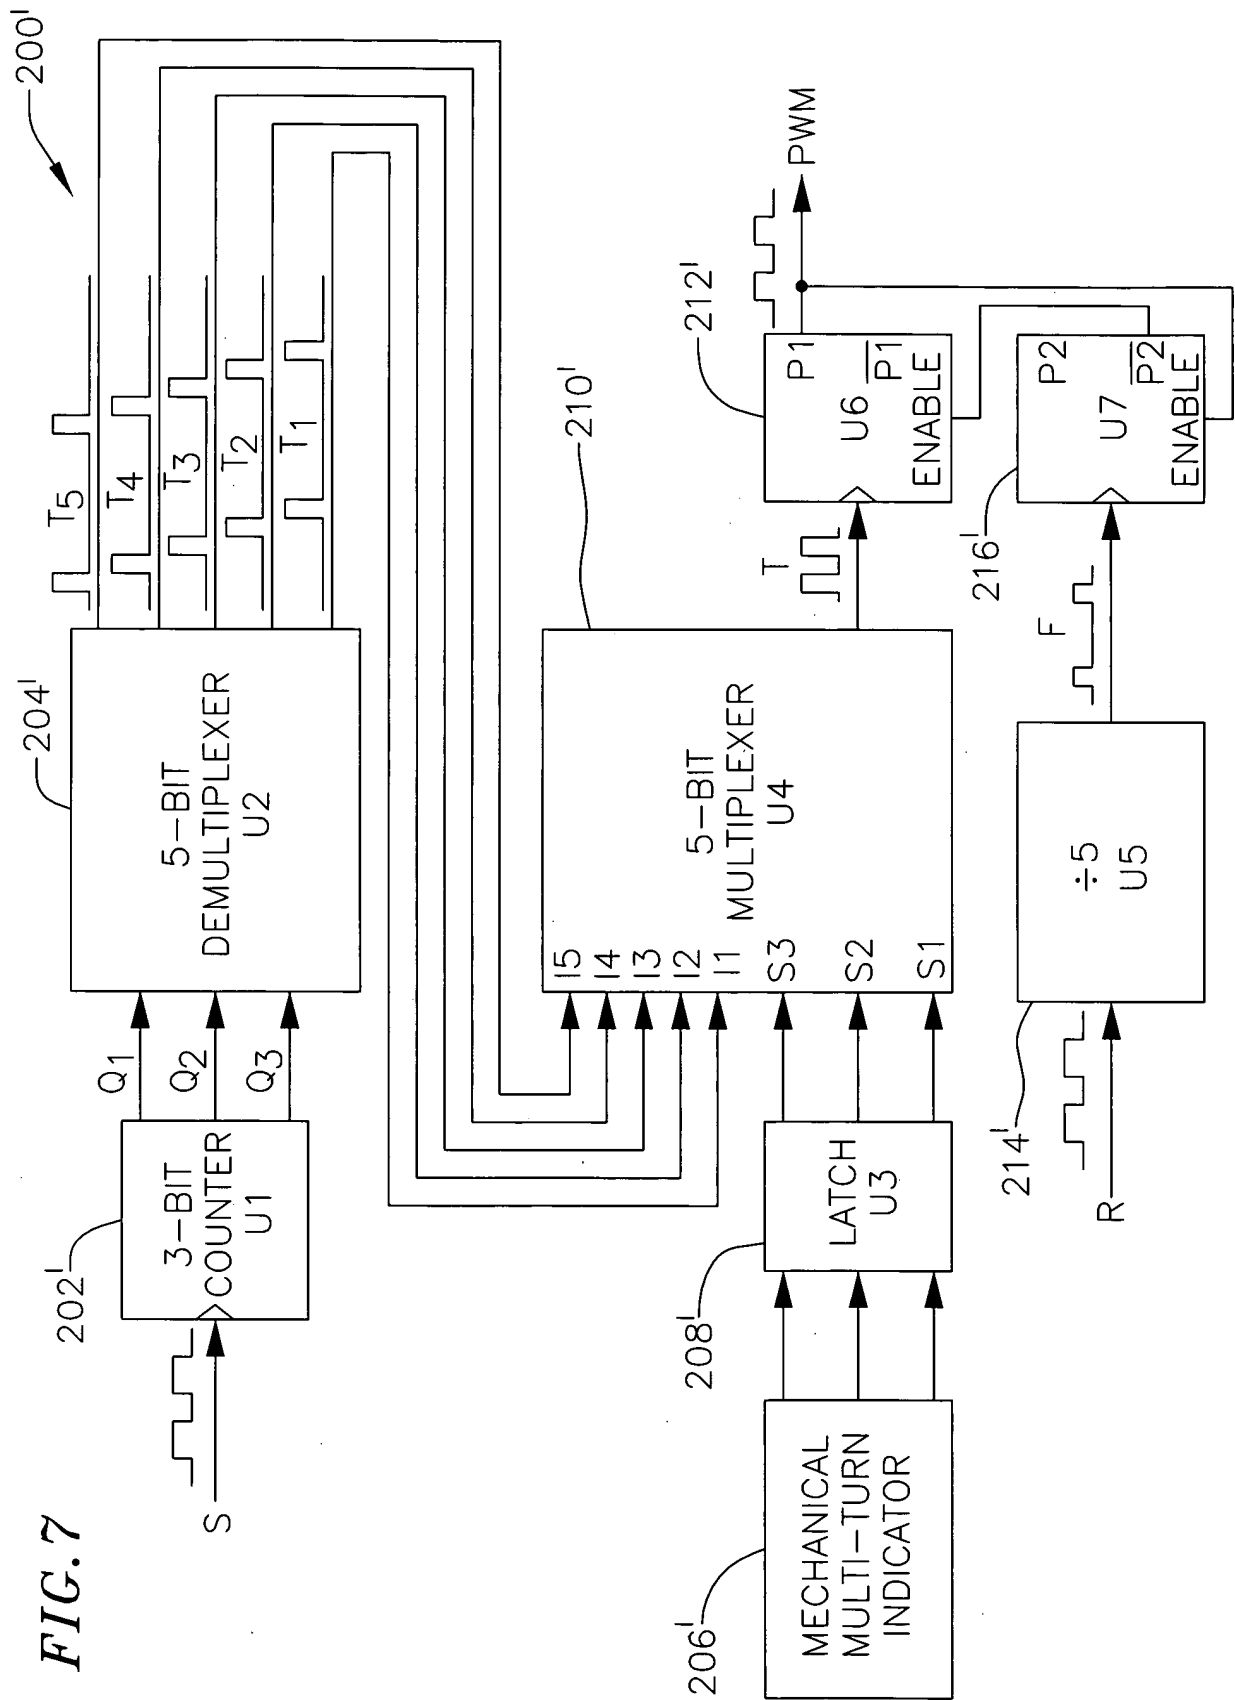 FIG.7
200'
S
202'
3-BIT
COUNTER
U1
Q1
Q2
Q3
204'
5-BIT
DEMULTIPLEXER
U2
T5
T4
T3
T2
T1
206'
MECHANICAL
MULTI-TURN
INDICATOR
208'
LATCH
U3
210'
I5
I4
I3
I2
I1
S3
S2
S1
5-BIT
MULTIPLEXER
U4
T
212'
P1
U6
P1
ENABLE
PWM
R
214'
÷5
U5
F
216'
P2
U7
P2
ENABLE